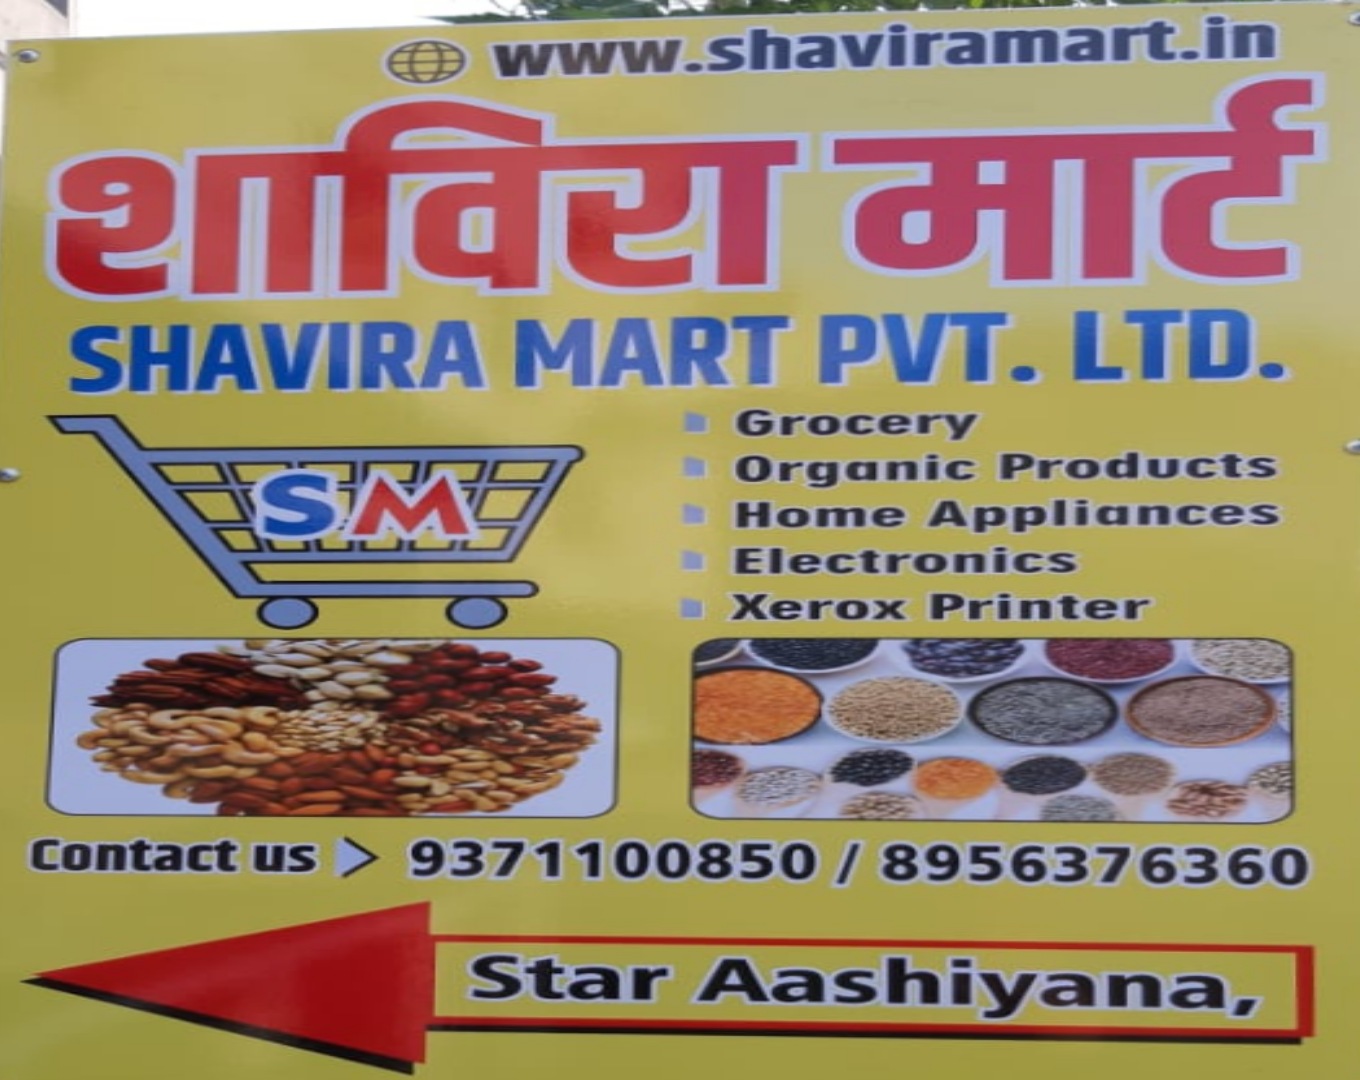 www.shaviramart.in
शाविरा मार्ट
SHAVIRA MART PVT. LTD.
SM
Grocery
Organic Products
Home Appliances
Electronics
Xerox Printer
Contact us 9371100850 / 8956376360
Star Aashiyana,